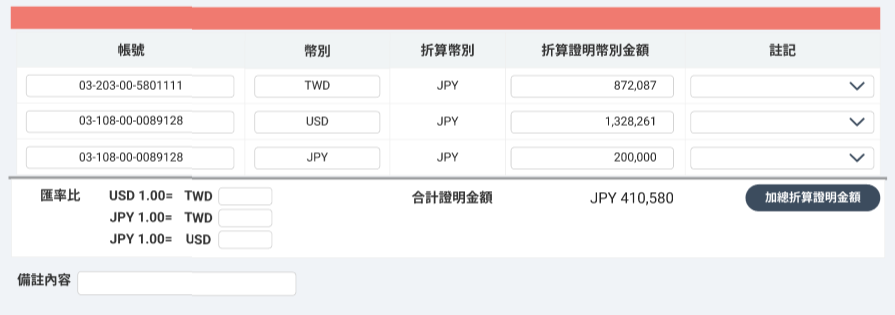 帳號 幣別 折算幣別 折算證明幣別金額 註記
03-203-00-5801111 TWD JPY 872,087
03-108-00-0089128 USD JPY 1,328,261
03-108-00-0089128 JPY JPY 200,000
匯率比 USD 1.00= TWD 合計證明金額 JPY 410,580 加總折算證明金額
JPY 1.00= TWD
JPY 1.00= USD
備註內容